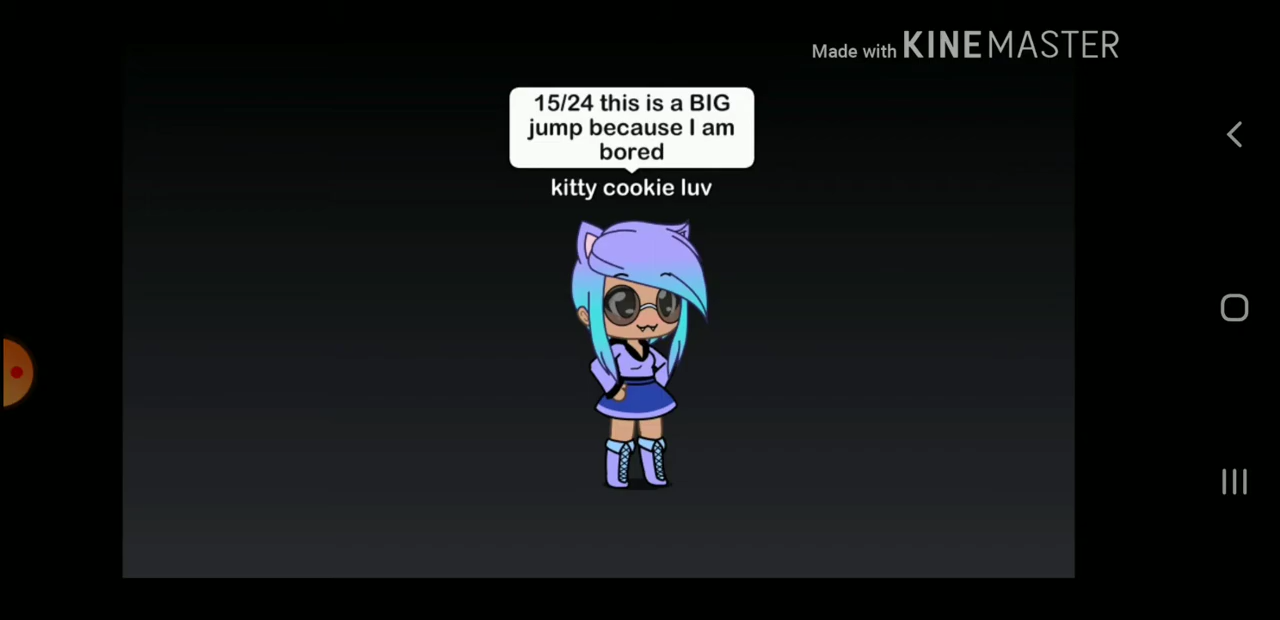 Made with KINEMASTER
15/24 this is a BIG
jump because I am
bored
kitty cookie luv